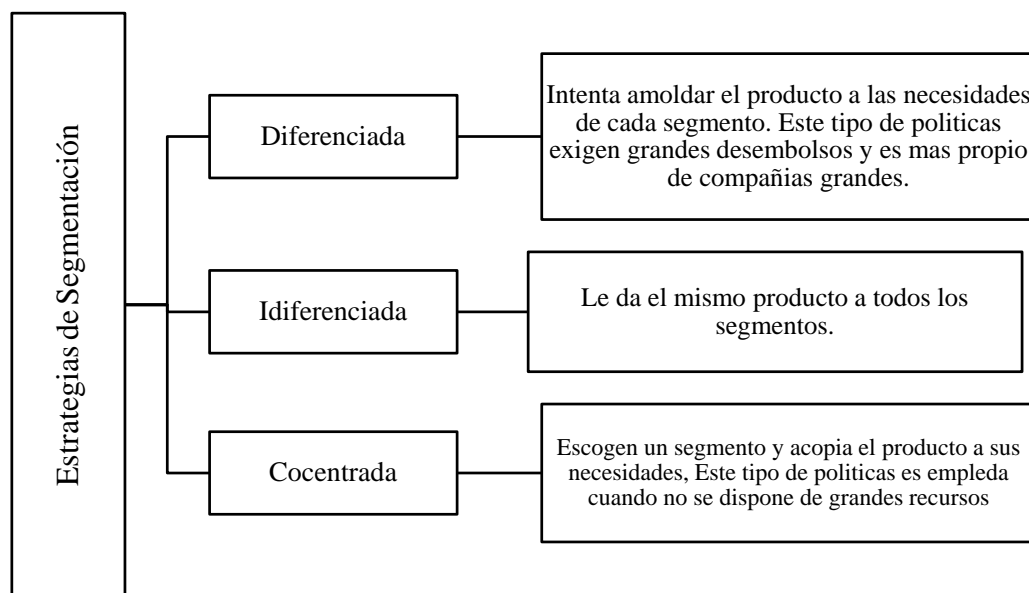 Estrategias de Segmentación
Diferenciada
Intenta amoldar el producto a las necesidades
de cada segmento. Este tipo de politicas
exigen grandes desembolsos y es mas propio
de compañias grandes.
Idiferenciada
Le da el mismo producto a todos los
segmentos.
Cocentrada
Escogen un segmento y acopia el producto a sus
necesidades, Este tipo de politicas es empleda
cuando no se dispone de grandes recursos